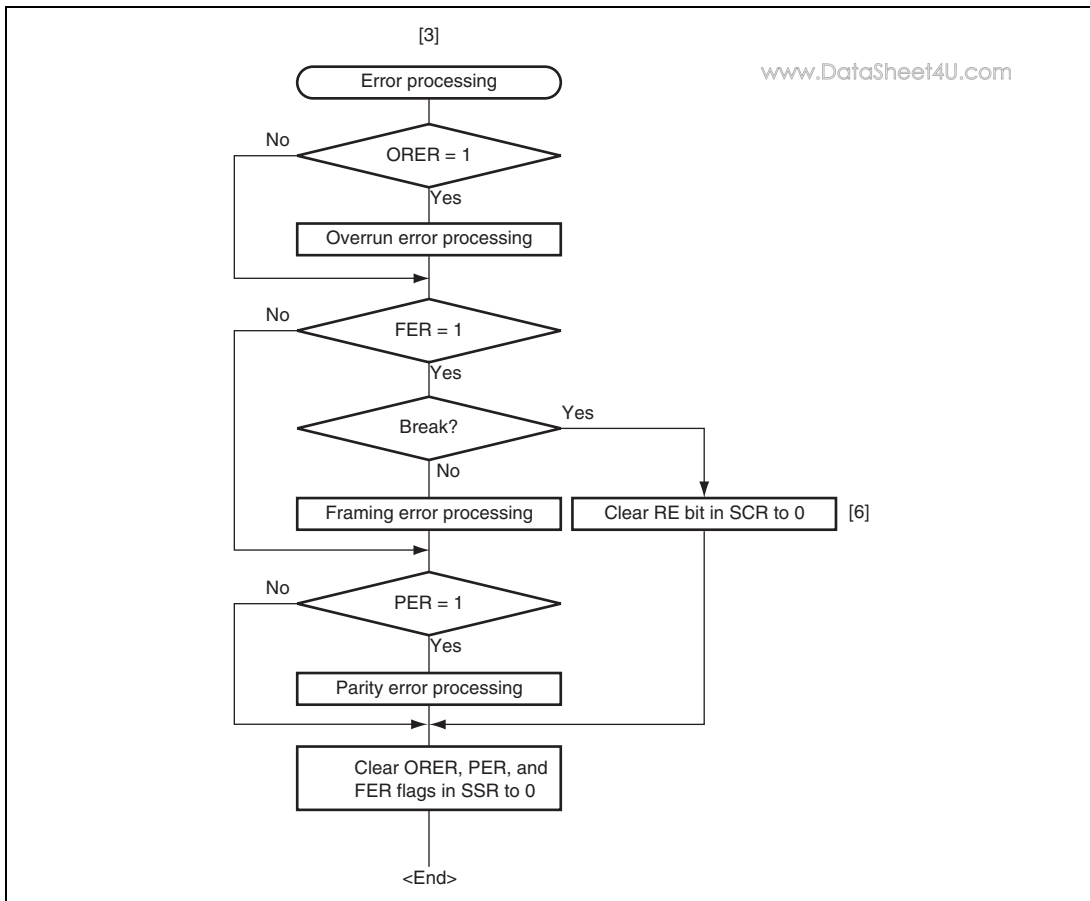 [3]
www.DataSheet4U.com
Error processing
No
ORER = 1
Yes
Overrun error processing
No
FER = 1
Yes
Break?
Yes
No
Framing error processing
Clear RE bit in SCR to 0
[6]
No
PER = 1
Yes
Parity error processing
Clear ORER, PER, and
FER flags in SSR to 0
<End>